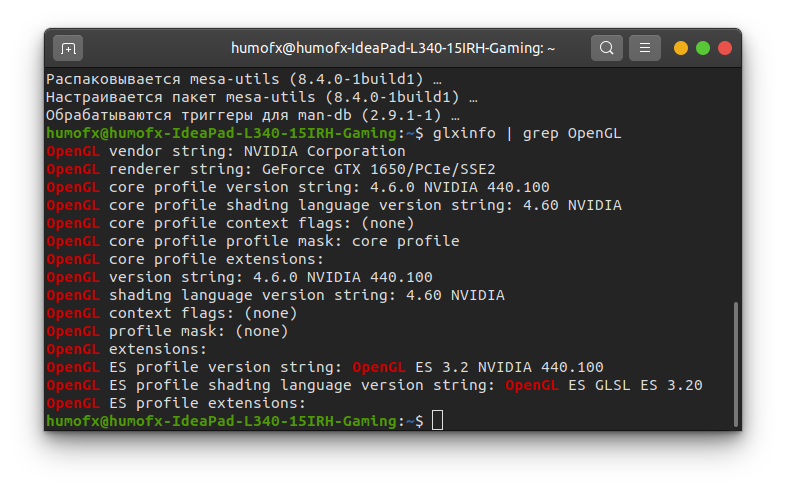 humofx@humofx-IdeaPad-L340-15IRH-Gaming: ~
Распаковывается mesa-utils (8.4.0-1build1) …
Настраивается пакет mesa-utils (8.4.0-1build1) …
Обрабатываются триггеры для man-db (2.9.1-1) …
humofx@humofx-IdeaPad-L340-15IRH-Gaming:~$ glxinfo | grep OpenGL
OpenGL vendor string: NVIDIA Corporation
OpenGL renderer string: GeForce GTX 1650/PCIe/SSE2
OpenGL core profile version string: 4.6.0 NVIDIA 440.100
OpenGL core profile shading language version string: 4.60 NVIDIA
OpenGL core profile context flags: (none)
OpenGL core profile profile mask: core profile
OpenGL core profile extensions:
OpenGL version string: 4.6.0 NVIDIA 440.100
OpenGL shading language version string: 4.60 NVIDIA
OpenGL context flags: (none)
OpenGL profile mask: (none)
OpenGL extensions:
OpenGL ES profile version string: OpenGL ES 3.2 NVIDIA 440.100
OpenGL ES profile shading language version string: OpenGL ES GLSL ES 3.20
OpenGL ES profile extensions:
humofx@humofx-IdeaPad-L340-15IRH-Gaming:~$